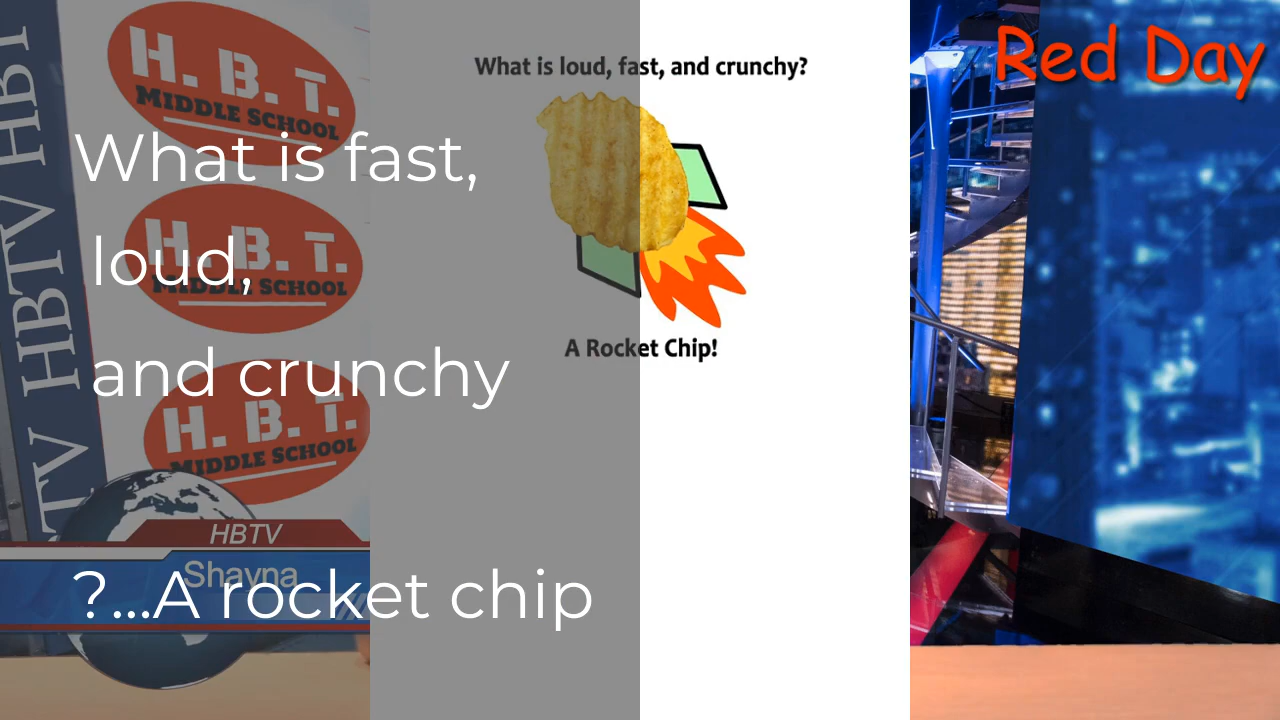 HBTV HBTV HBT
H. B. T.
MIDDLE SCHOOL
H. B. T.
MIDDLE SCHOOL
H. B. T.
MIDDLE SCHOOL
What is fast,
loud,
and crunchy
?...A rocket chip
HBTV
Shayna
What is loud, fast, and crunchy?
A Rocket Chip!
Red Day